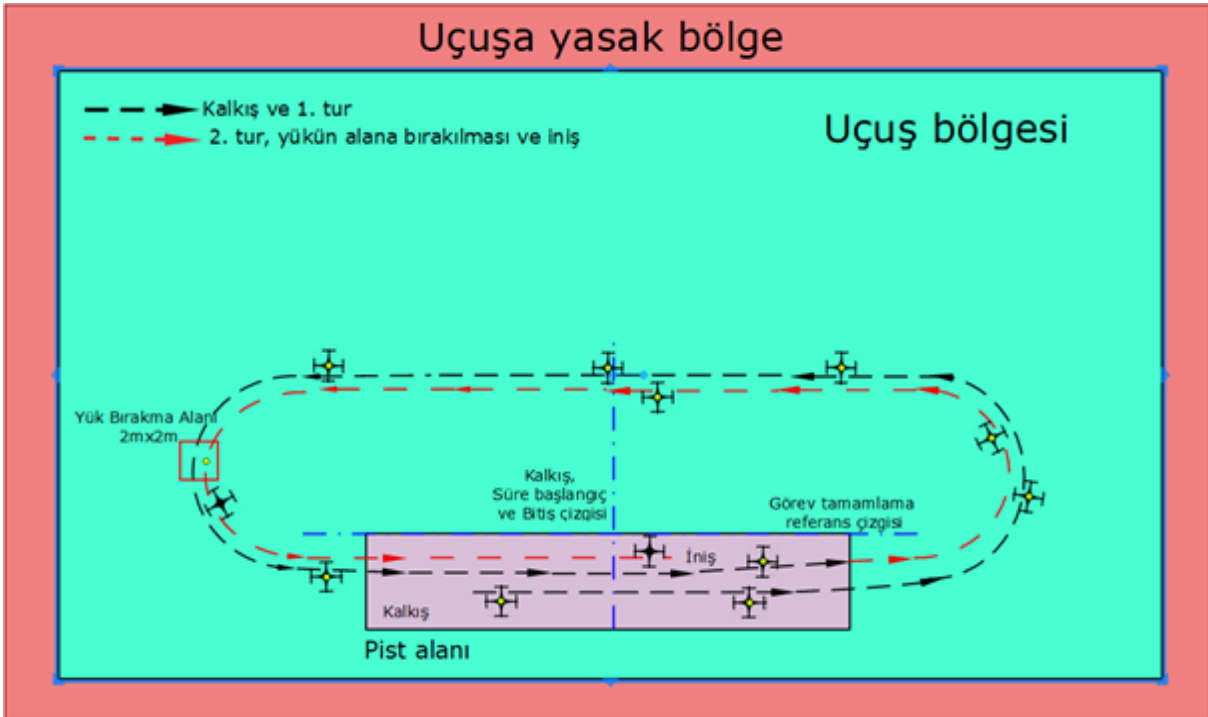 Uçuşa yasak bölge
Kalkış ve 1. tur
2. tur, yükün alana bırakılması ve iniş
Uçuş bölgesi
Yük Bırakma Alanı
2mx2m
Kalkış,
Süre başlangıç
ve Bitiş çizgisi
Görev tamamlama
referans çizgisi
İniş
Kalkış
Pist alanı